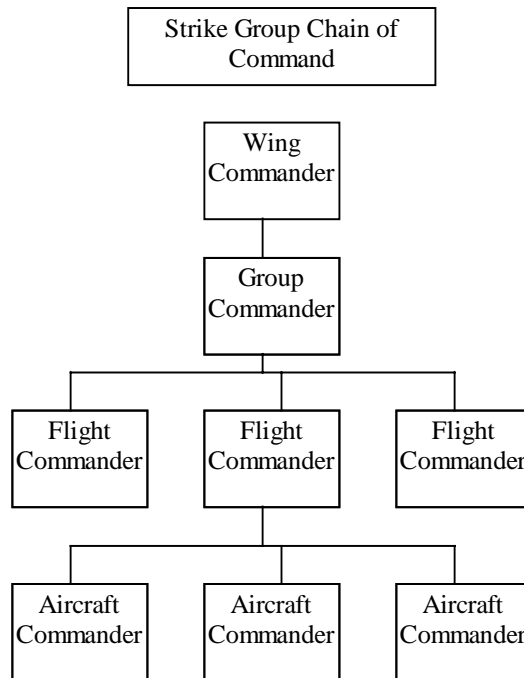 Strike Group Chain of
Command
Wing
Commander
Group
Commander
Flight
Commander
Flight
Commander
Flight
Commander
Aircraft
Commander
Aircraft
Commander
Aircraft
Commander